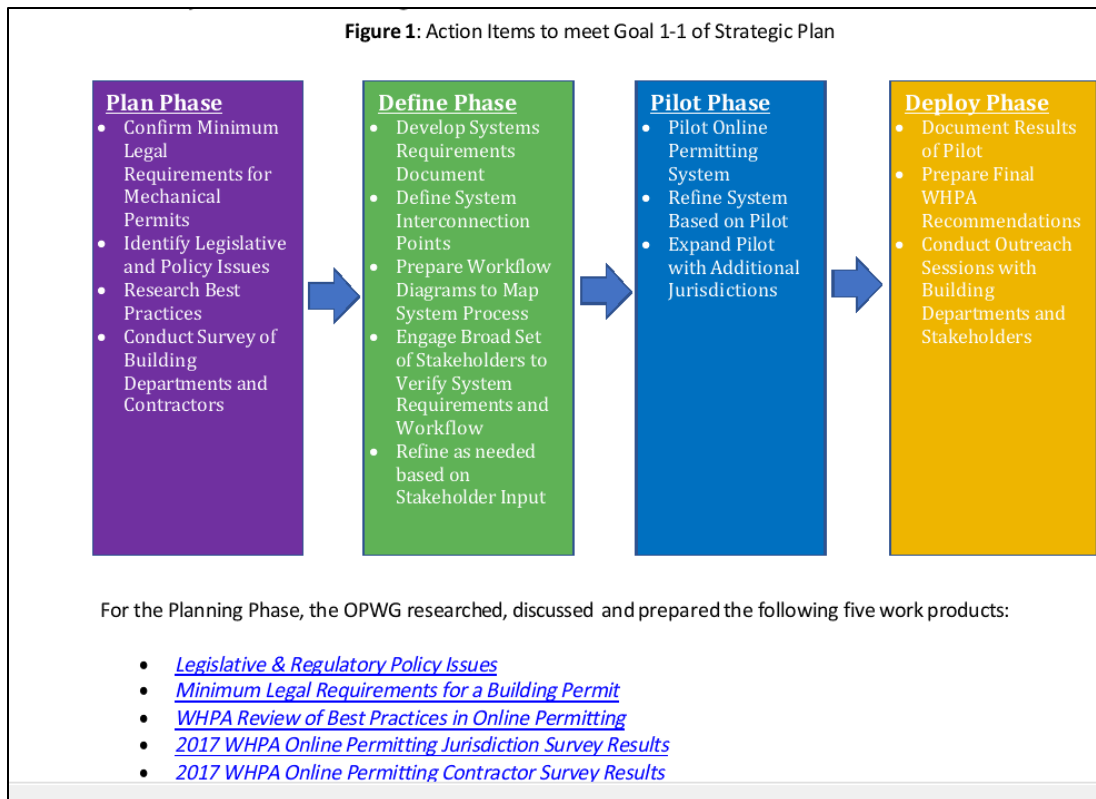 Figure 1: Action Items to meet Goal 1-1 of Strategic Plan
Plan Phase
• Confirm Minimum
Legal
Requirements for
Mechanical
Permits
• Identify Legislative
and Policy Issues
• Research Best
Practices
• Conduct Survey of
Building
Departments and
Contractors
Define Phase
• Develop Systems
Requirements
Document
• Define System
Interconnection
Points
• Prepare Workflow
Diagrams to Map
System Process
• Engage Broad Set
of Stakeholders to
Verify System
Requirements and
Workflow
• Refine as needed
based on
Stakeholder Input
Pilot Phase
• Pilot Online
Permitting
System
• Refine System
Based on Pilot
• Expand Pilot
with Additional
Jurisdictions
Deploy Phase
• Document Results
of Pilot
• Prepare Final
WHPA
Recommendations
• Conduct Outreach
Sessions with
Building
Departments and
Stakeholders
For the Planning Phase, the OPWG researched, discussed and prepared the following five work products:
• Legislative & Regulatory Policy Issues
• Minimum Legal Requirements for a Building Permit
• WHPA Review of Best Practices in Online Permitting
• 2017 WHPA Online Permitting Jurisdiction Survey Results
• 2017 WHPA Online Permitting Contractor Survey Results